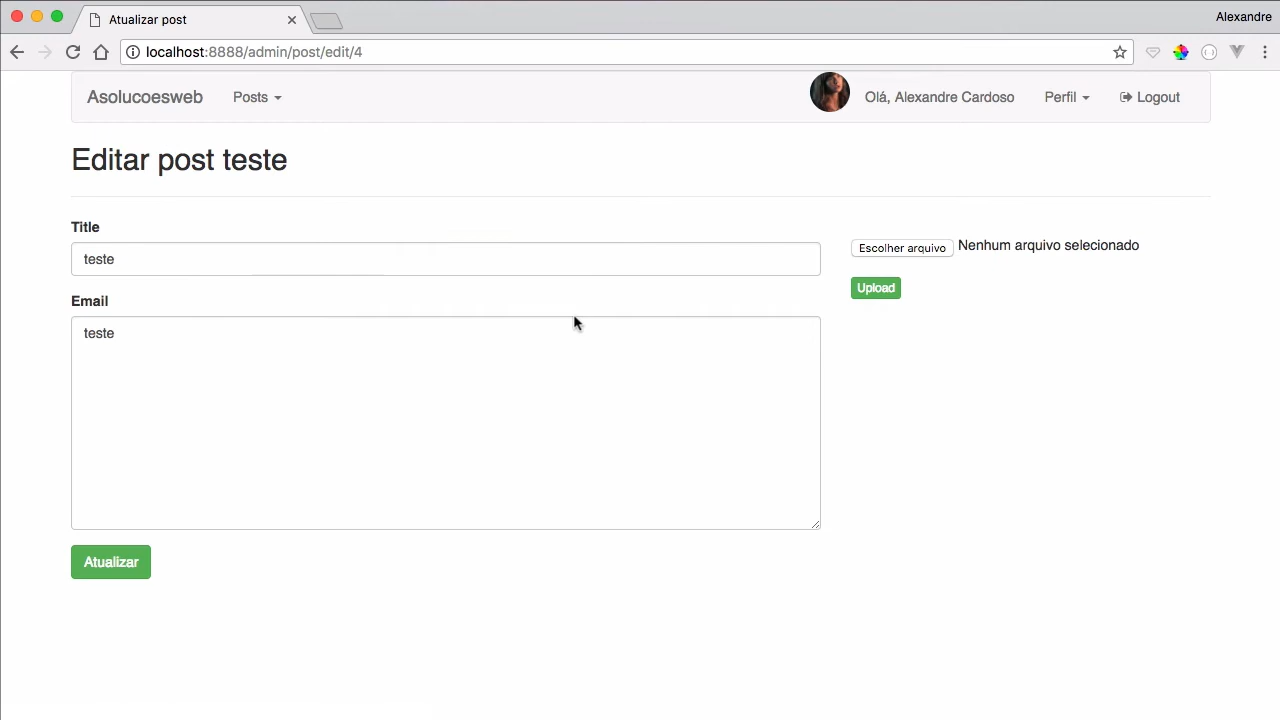 Atualizar post
Alexandre
localhost:8888/admin/post/edit/4
Asolucoesweb Posts Olá, Alexandre Cardoso Perfil Logout
Editar post teste
Title
teste
Escolher arquivo Nenhum arquivo selecionado
Upload
Email
teste
Atualizar